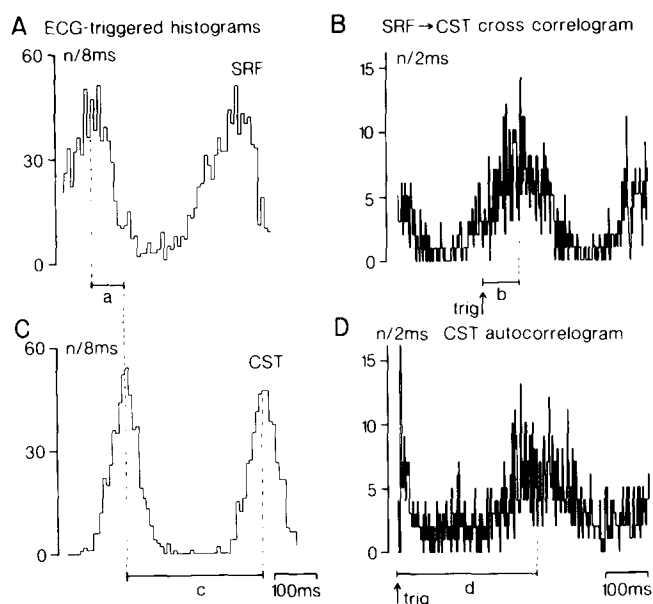 A ECG-triggered histograms
n/8ms
SRF
60
30
0
a
B SRF→CST cross correlogram
n/2ms
15
10
5
0
b
trig
C
n/8ms
CST
60
30
0
c
100ms
D n/2ms CST autocorrelogram
15
10
5
0
d
trig
100ms